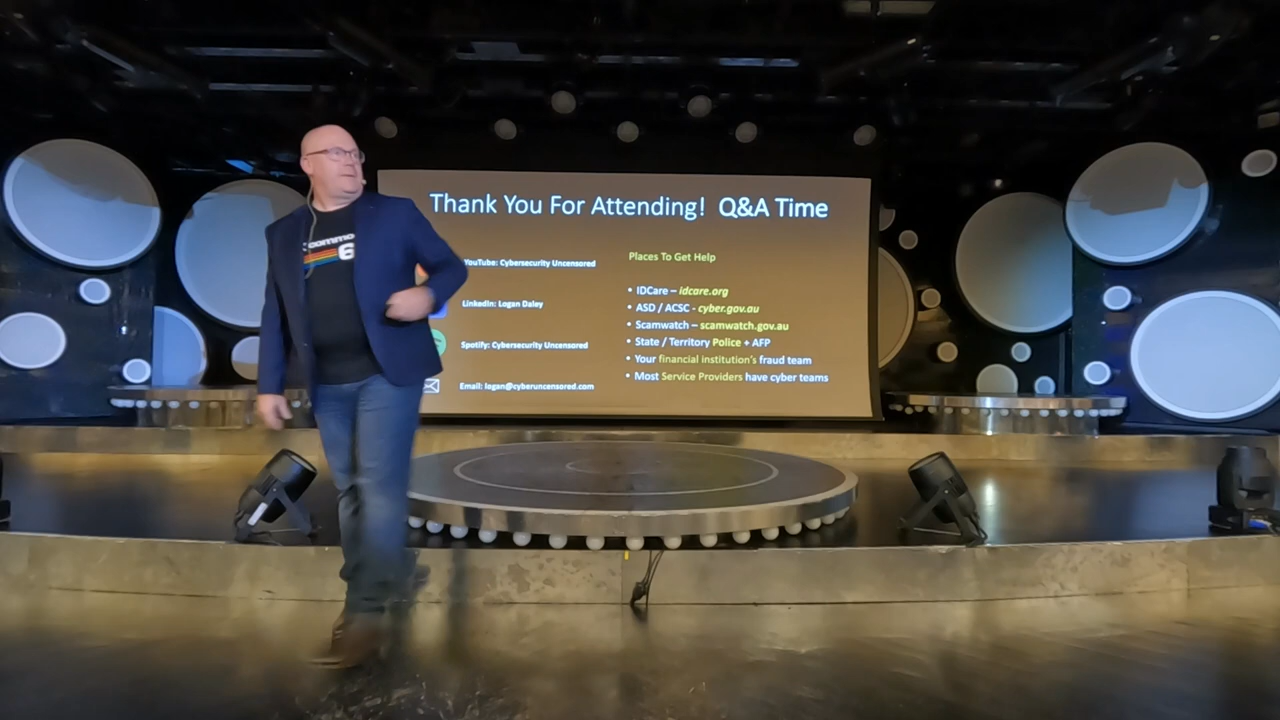 Thank You For Attending! Q&A Time
YouTube: Cybersecurity Uncensored
LinkedIn: Logan Daley
Spotify: Cybersecurity Uncensored
Email: logan@cyberuncensored.com
Places To Get Help
• IDCare – idcare.org
• ASD / ACSC - cyber.gov.au
• Scamwatch – scamwatch.gov.au
• State / Territory Police + AFP
• Your financial institution's fraud team
• Most Service Providers have cyber teams
commo
6